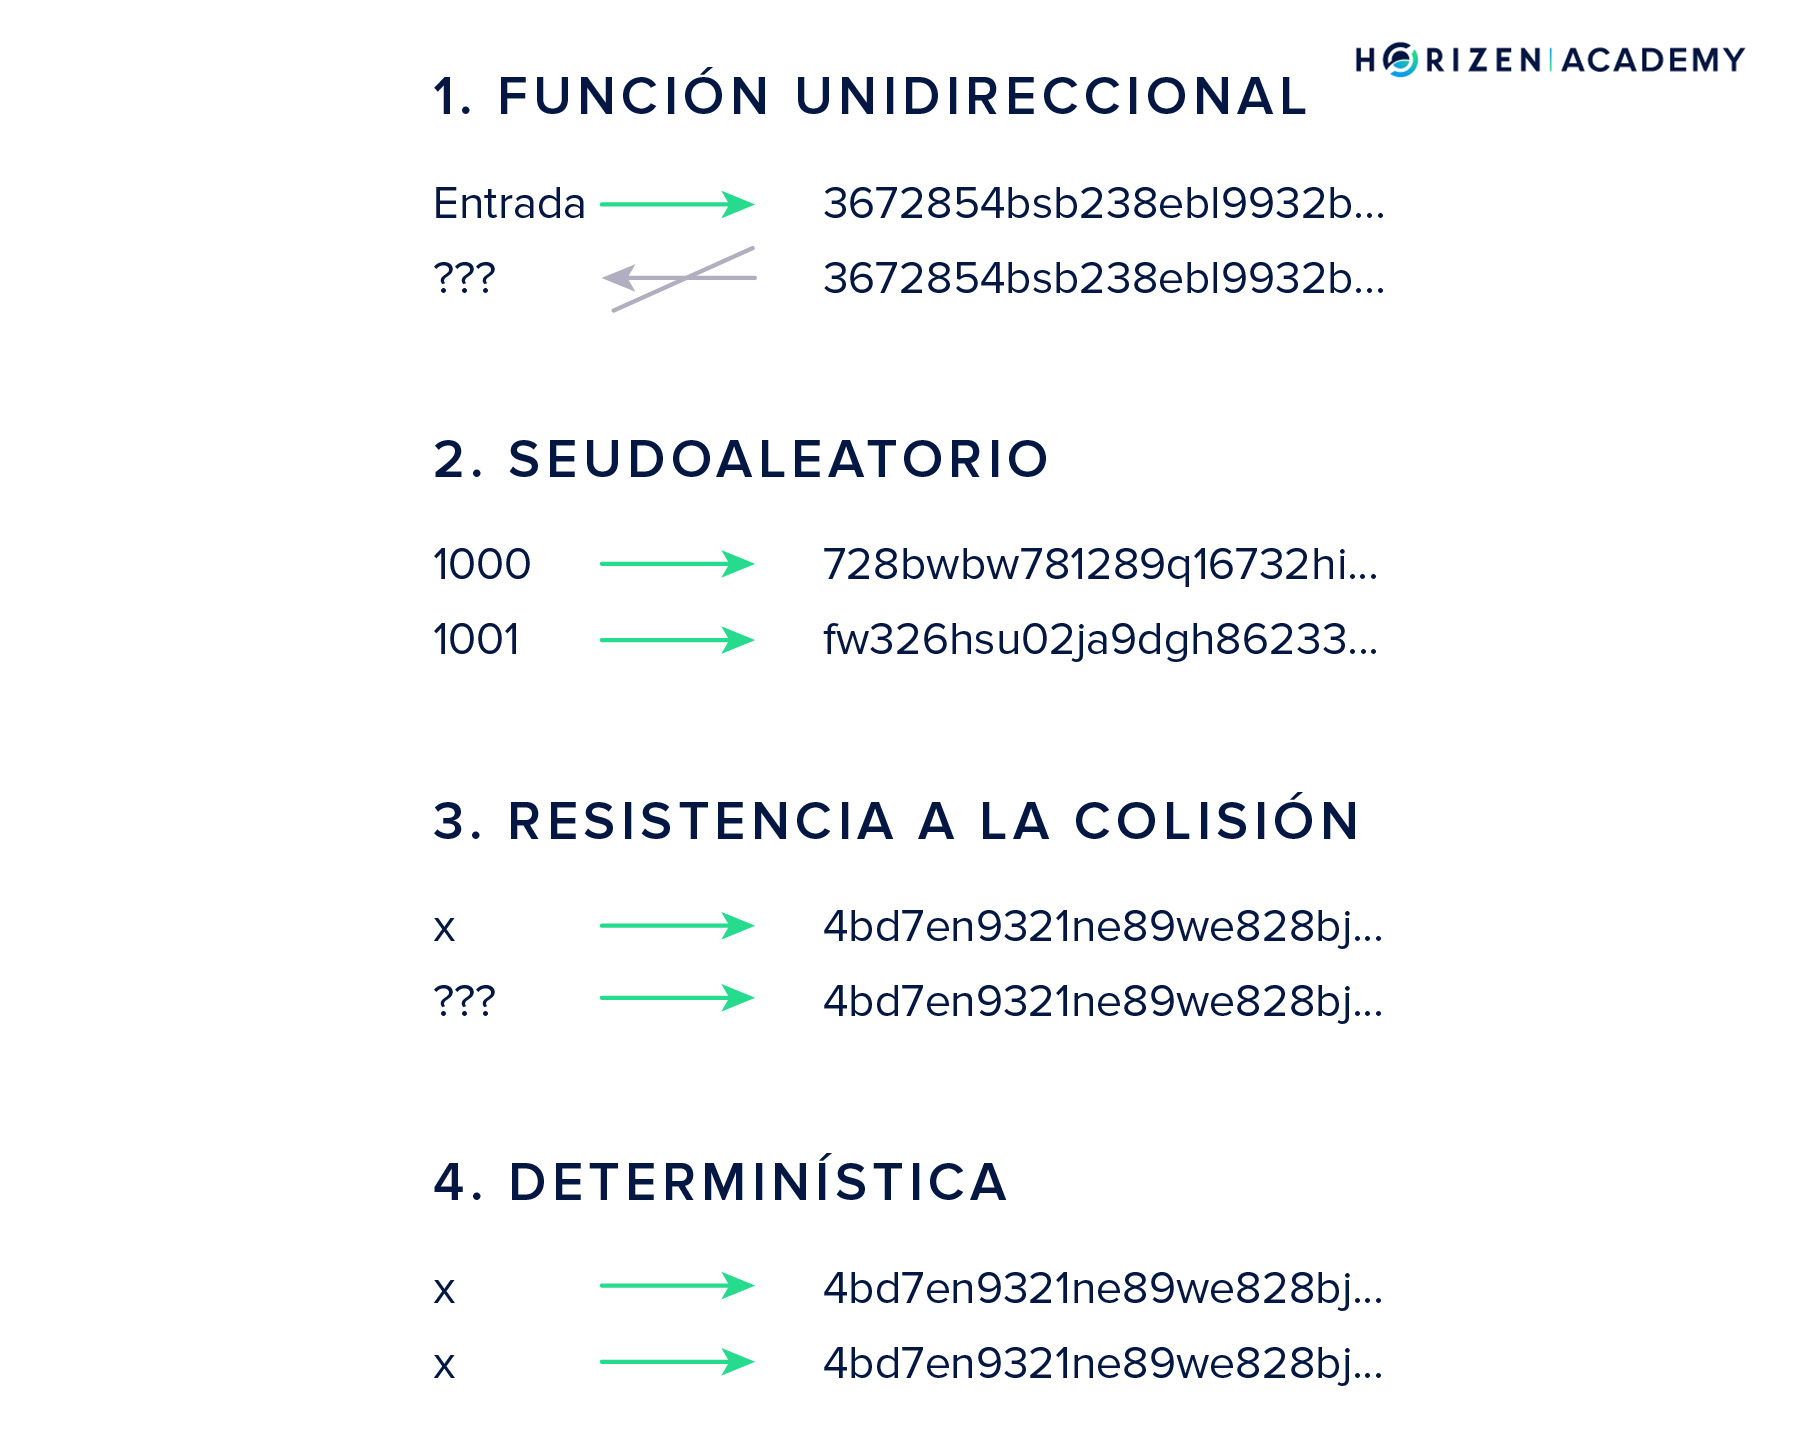 HORIZEN | ACADEMY
1. FUNCIÓN UNIDIRECCIONAL
Entrada 3672854bsb238ebl9932b...
??? 3672854bsb238ebl9932b...
2. SEUDOALEATORIO
1000 728bwbw781289q16732hi...
1001 fw326hsu02ja9dgh86233...
3. RESISTENCIA A LA COLISIÓN
x 4bd7en9321ne89we828bj...
??? 4bd7en9321ne89we828bj...
4. DETERMINÍSTICA
x 4bd7en9321ne89we828bj...
x 4bd7en9321ne89we828bj...